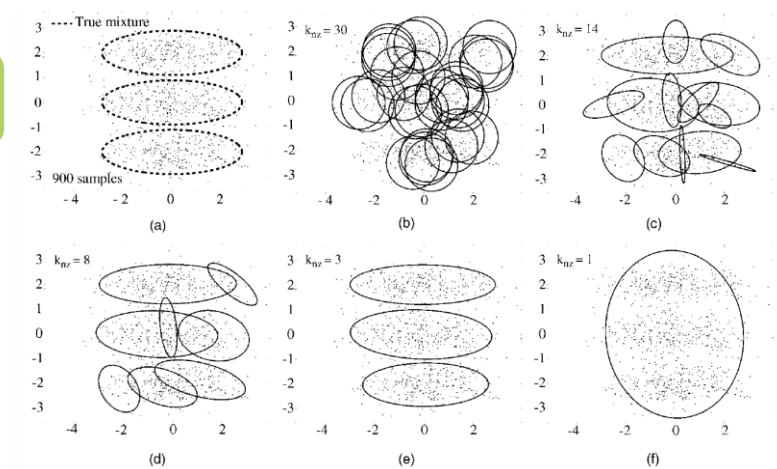 ---- True mixture
3
2
1
0
-1
-2
-3
900 samples
-4 -2 0 2
(a)
k_nz = 30
3
2
1
0
-1
-2
-3
-4 -2 0 2
(b)
k_nz = 14
3
2
1
0
-1
-2
-3
-4 -2 0 2
(c)
k_nz = 8
3
2
1
0
-1
-2
-3
-4 -2 0 2
(d)
k_nz = 3
3
2
1
0
-1
-2
-3
-4 -2 0 2
(e)
k_nz = 1
3
2
1
0
-1
-2
-3
-4 -2 0 2
(f)